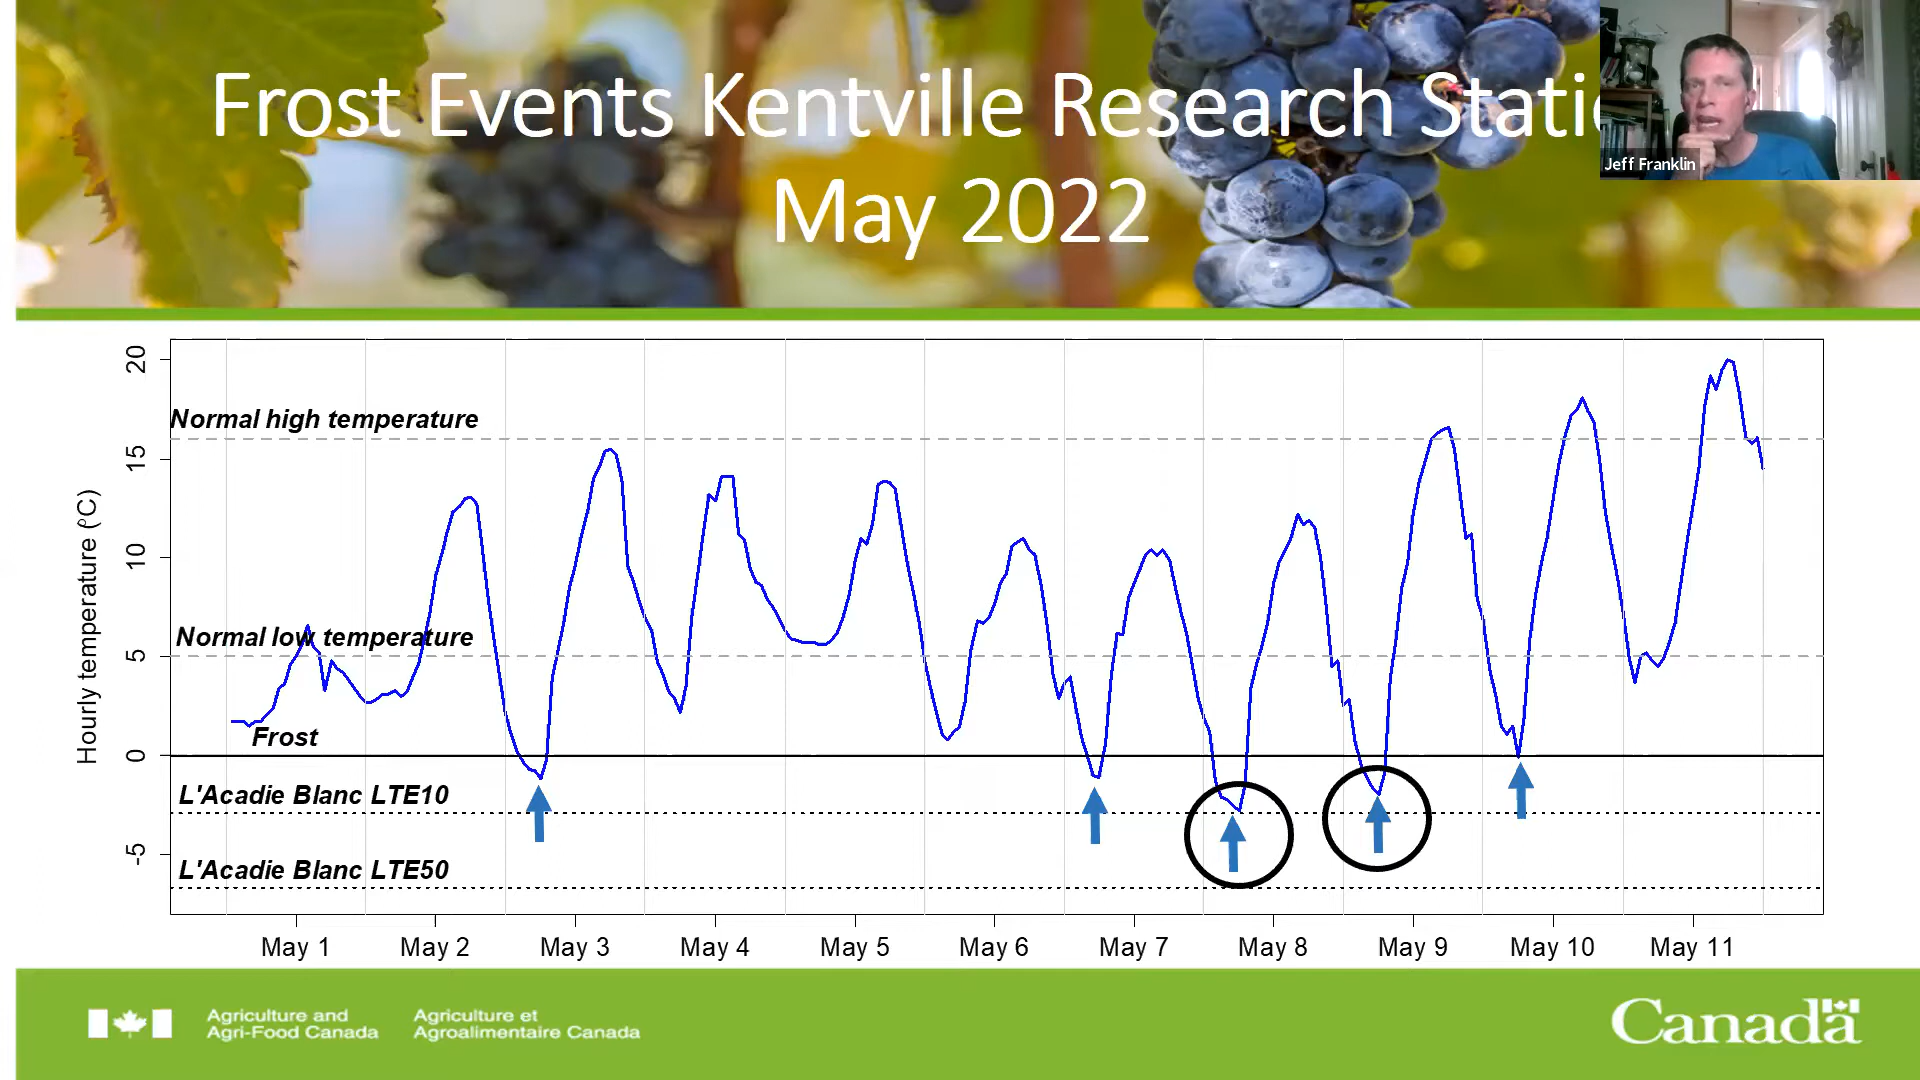 Frost Events Kentville Research Statio
May 2022
Jeff Franklin
Hourly temperature (°C)
20
15
10
5
0
-5
Normal high temperature
Normal low temperature
Frost
L'Acadie Blanc LTE10
L'Acadie Blanc LTE50
May 1 May 2 May 3 May 4 May 5 May 6 May 7 May 8 May 9 May 10 May 11
Agriculture and
Agri-Food Canada
Agriculture et
Agroalimentaire Canada
Canada